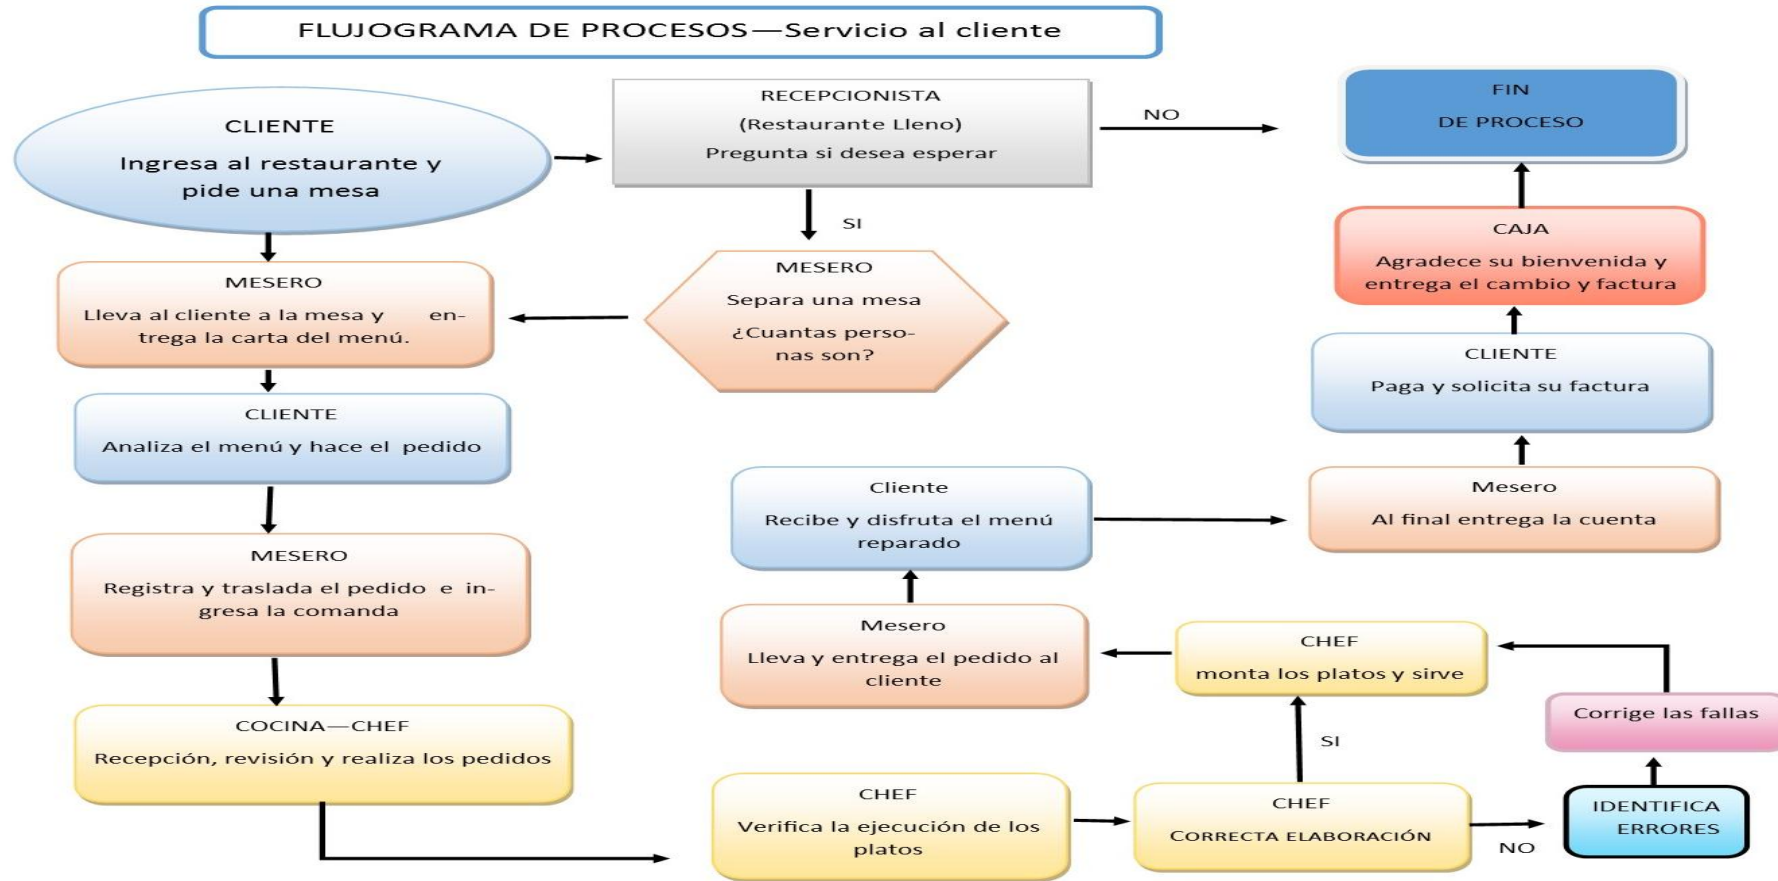 FLUJOGRAMA DE PROCESOS—Servicio al cliente
CLIENTE
Ingresa al restaurante y
pide una mesa
RECEPCIONISTA
(Restaurante Lleno)
Pregunta si desea esperar
NO
FIN
DE PROCESO
SI
MESERO
Separa una mesa
¿Cuantas perso-
nas son?
MESERO
Lleva al cliente a la mesa y en-
trega la carta del menú.
CLIENTE
Analiza el menú y hace el pedido
MESERO
Registra y traslada el pedido e in-
gresa la comanda
COCINA—CHEF
Recepción, revisión y realiza los pedidos
CHEF
Verifica la ejecución de los
platos
CHEF
CORRECTA ELABORACIÓN
NO
IDENTIFICA
ERRORES
Corrige las fallas
SI
CHEF
monta los platos y sirve
Mesero
Lleva y entrega el pedido al
cliente
Cliente
Recibe y disfruta el menú
reparado
Mesero
Al final entrega la cuenta
CLIENTE
Paga y solicita su factura
CAJA
Agradece su bienvenida y
entrega el cambio y factura